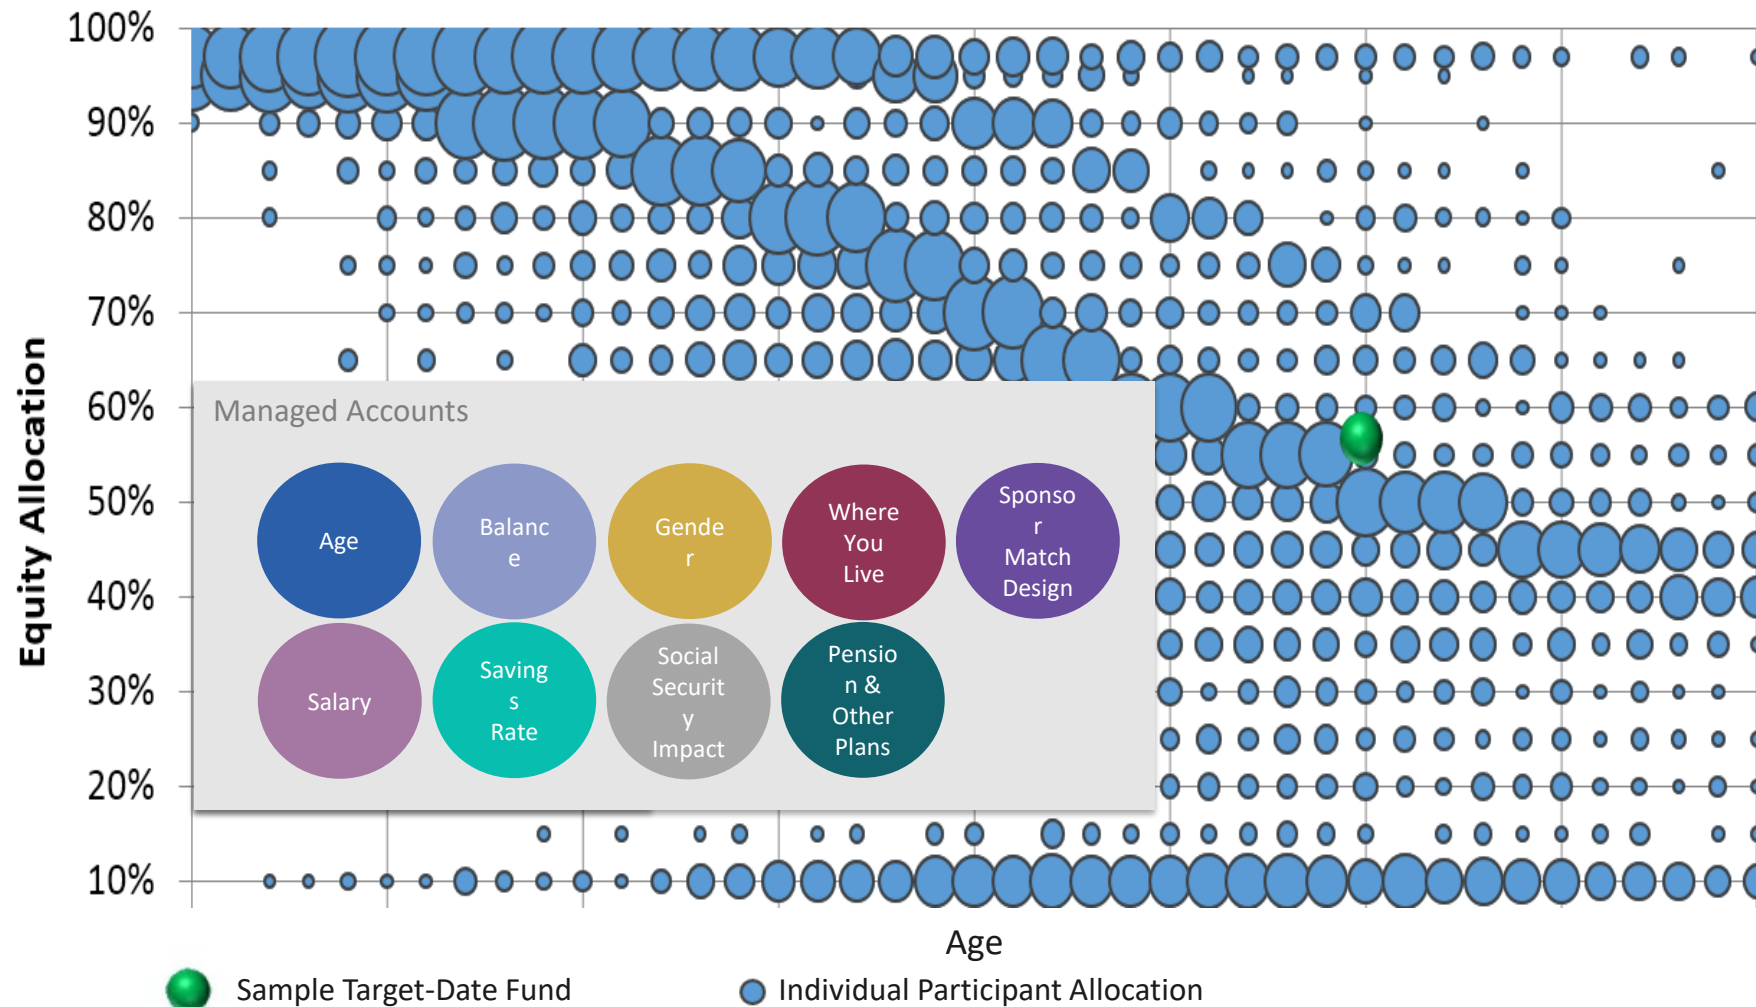 100%
90%
80%
70%
60%
50%
40%
30%
20%
10%
Equity Allocation
Managed Accounts
Age
Balanc
e
Gende
r
Where
You
Live
Sponso
r
Match
Design
Salary
Saving
s
Rate
Social
Securit
y
Impact
Pensio
n &
Other
Plans
Age
Sample Target-Date Fund
Individual Participant Allocation